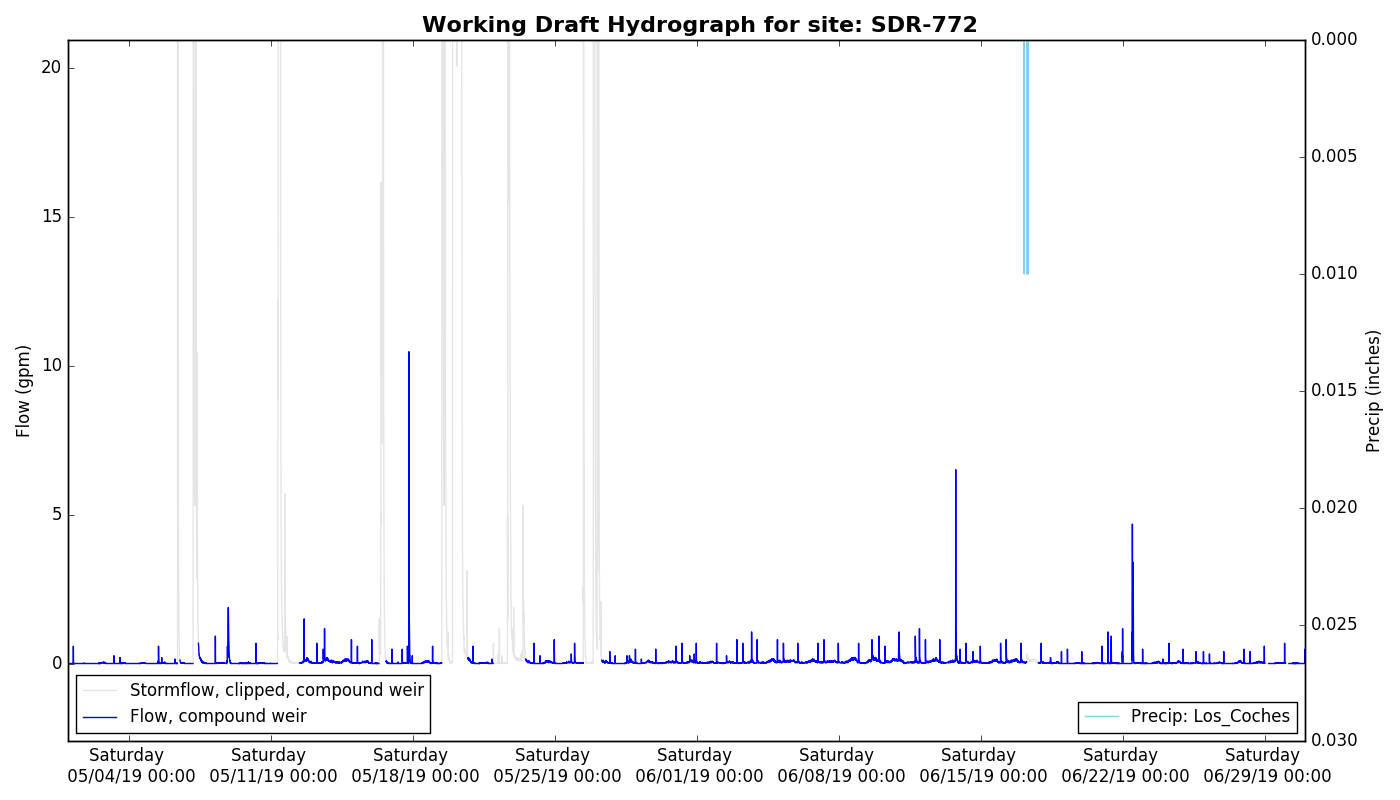 Working Draft Hydrograph for site: SDR-772
20
15
10
5
0
Flow (gpm)
0.000
0.005
0.010
0.015
0.020
0.025
0.030
Precip (inches)
Stormflow, clipped, compound weir
Flow, compound weir
Precip: Los_Coches
Saturday
05/04/19 00:00
Saturday
05/11/19 00:00
Saturday
05/18/19 00:00
Saturday
05/25/19 00:00
Saturday
06/01/19 00:00
Saturday
06/08/19 00:00
Saturday
06/15/19 00:00
Saturday
06/22/19 00:00
Saturday
06/29/19 00:00